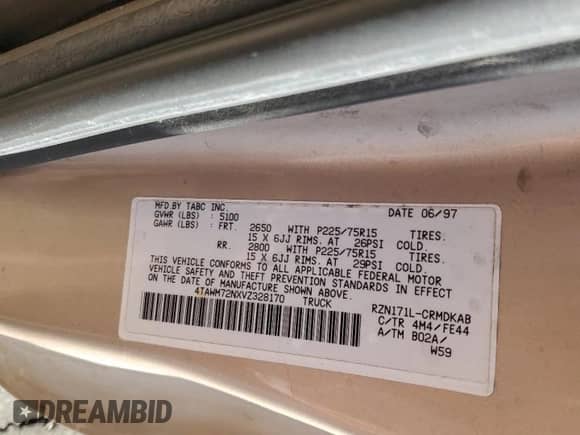 MFD.BY TABC INC. DATE 06/97
GVWR (LBS) : 5100
GAWR (LBS) : FRT. 2650 WITH P225/75R15 TIRES.
15 X 6JJ RIMS. AT 26PSI COLD.
RR. 2800 WITH P225/75R15 TIRES.
15 X 6JJ RIMS. AT 29PSI COLD.
THIS VEHICLE CONFORMS TO ALL APPLICABLE FEDERAL MOTOR
VEHICLE SAFETY AND THEFT PREVENTION STANDARDS IN EFFECT
ON THE DATE OF MANUFACTURE SHOWN ABOVE.
4TAWM72NXVZ328170 TRUCK
RZN171L-CRMDKAB
C/TR 4M4/FE44
A/TM B02A/
W59
DREAMBID